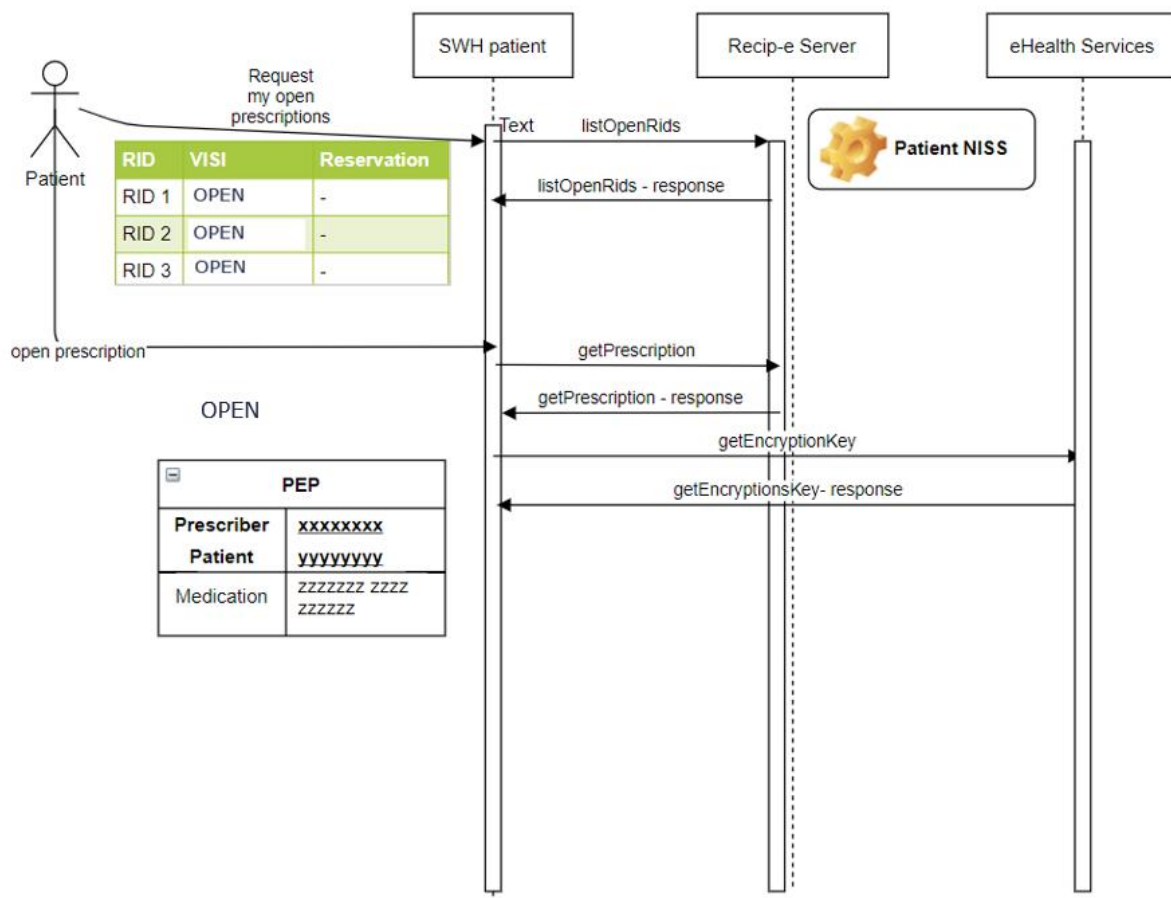 SWH patient
Recip-e Server
eHealth Services
Request
my open
prescriptions
Patient
Text
listOpenRids
Patient NISS
listOpenRids - response
RID VISI Reservation
RID 1 OPEN -
RID 2 OPEN -
RID 3 OPEN -
open prescription
getPrescription
getPrescription - response
OPEN
getEncryptionKey
getEncryptionsKey- response
PEP
Prescriber xxxxxxxx
Patient yyyyyyyy
Medication zzzzzzz zzzz
zzzzzz